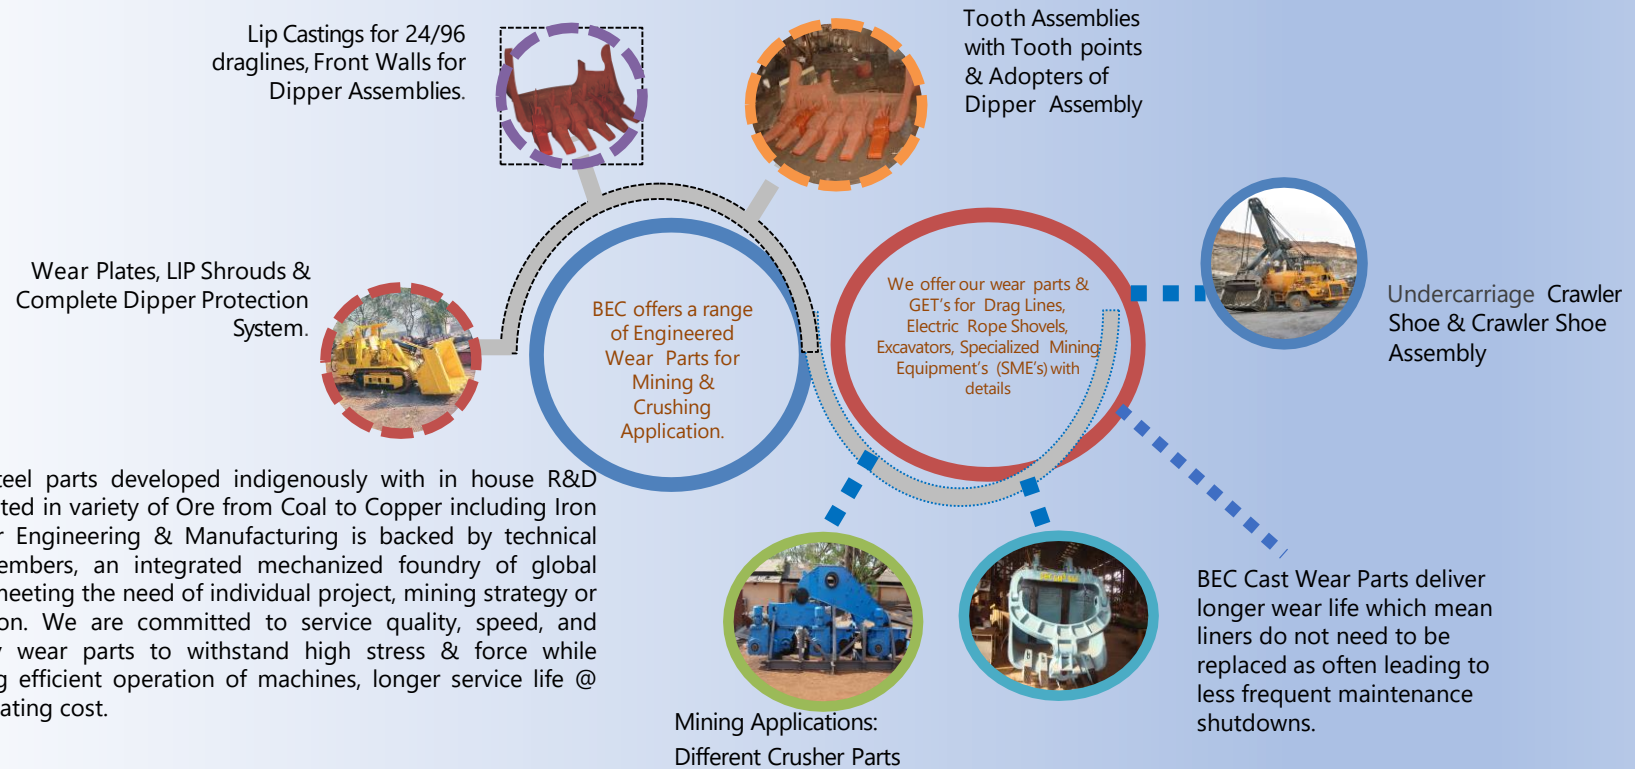 Lip Castings for 24/96
draglines, Front Walls for
Dipper Assemblies.
Tooth Assemblies
with Tooth points
& Adopters of
Dipper Assembly
Wear Plates, LIP Shrouds &
Complete Dipper Protection
System.
BEC offers a range
of Engineered
Wear Parts for
Mining &
Crushing
Application.
We offer our wear parts &
GET's for Drag Lines,
Electric Rope Shovels,
Excavators, Specialized Mining
Equipment's (SME's) with
details
Undercarriage Crawler
Shoe & Crawler Shoe
Assembly
teel parts developed indigenously with in house R&D
ted in variety of Ore from Coal to Copper including Iron
r Engineering & Manufacturing is backed by technical
embers, an integrated mechanized foundry of global
meeting the need of individual project, mining strategy or
on. We are committed to service quality, speed, and
y wear parts to withstand high stress & force while
g efficient operation of machines, longer service life @
ating cost.
BEC Cast Wear Parts deliver
longer wear life which mean
liners do not need to be
replaced as often leading to
less frequent maintenance
shutdowns.
Mining Applications:
Different Crusher Parts